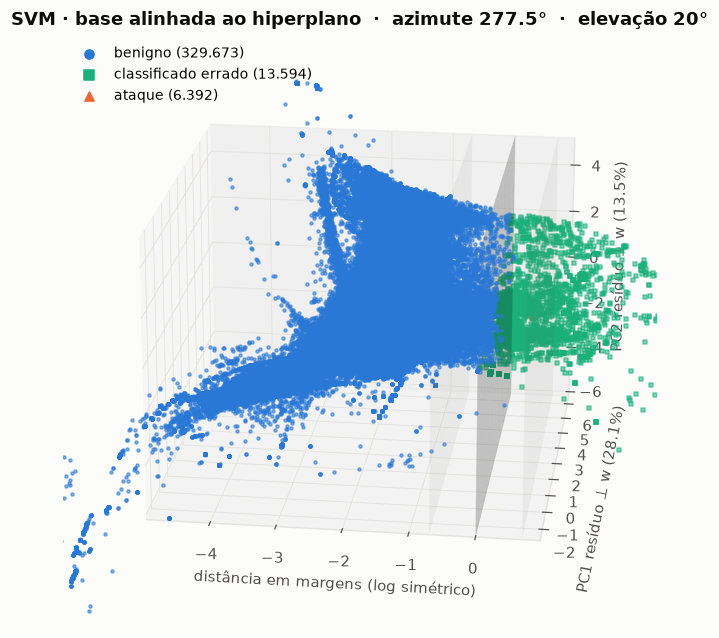 SVM · base alinhada ao hiperplano · azimute 277.5° · elevação 20°
benigno (329.673)
classificado errado (13.594)
ataque (6.392)
4
2
0
−2
−6
6
5
4
3
2
1
0
−1
−2
−4
−3
−2
−1
0
distância em margens (log simétrico)
PC1 resíduo ⊥ w (28.1%)
PC2 resíduo ⊥ w (13.5%)